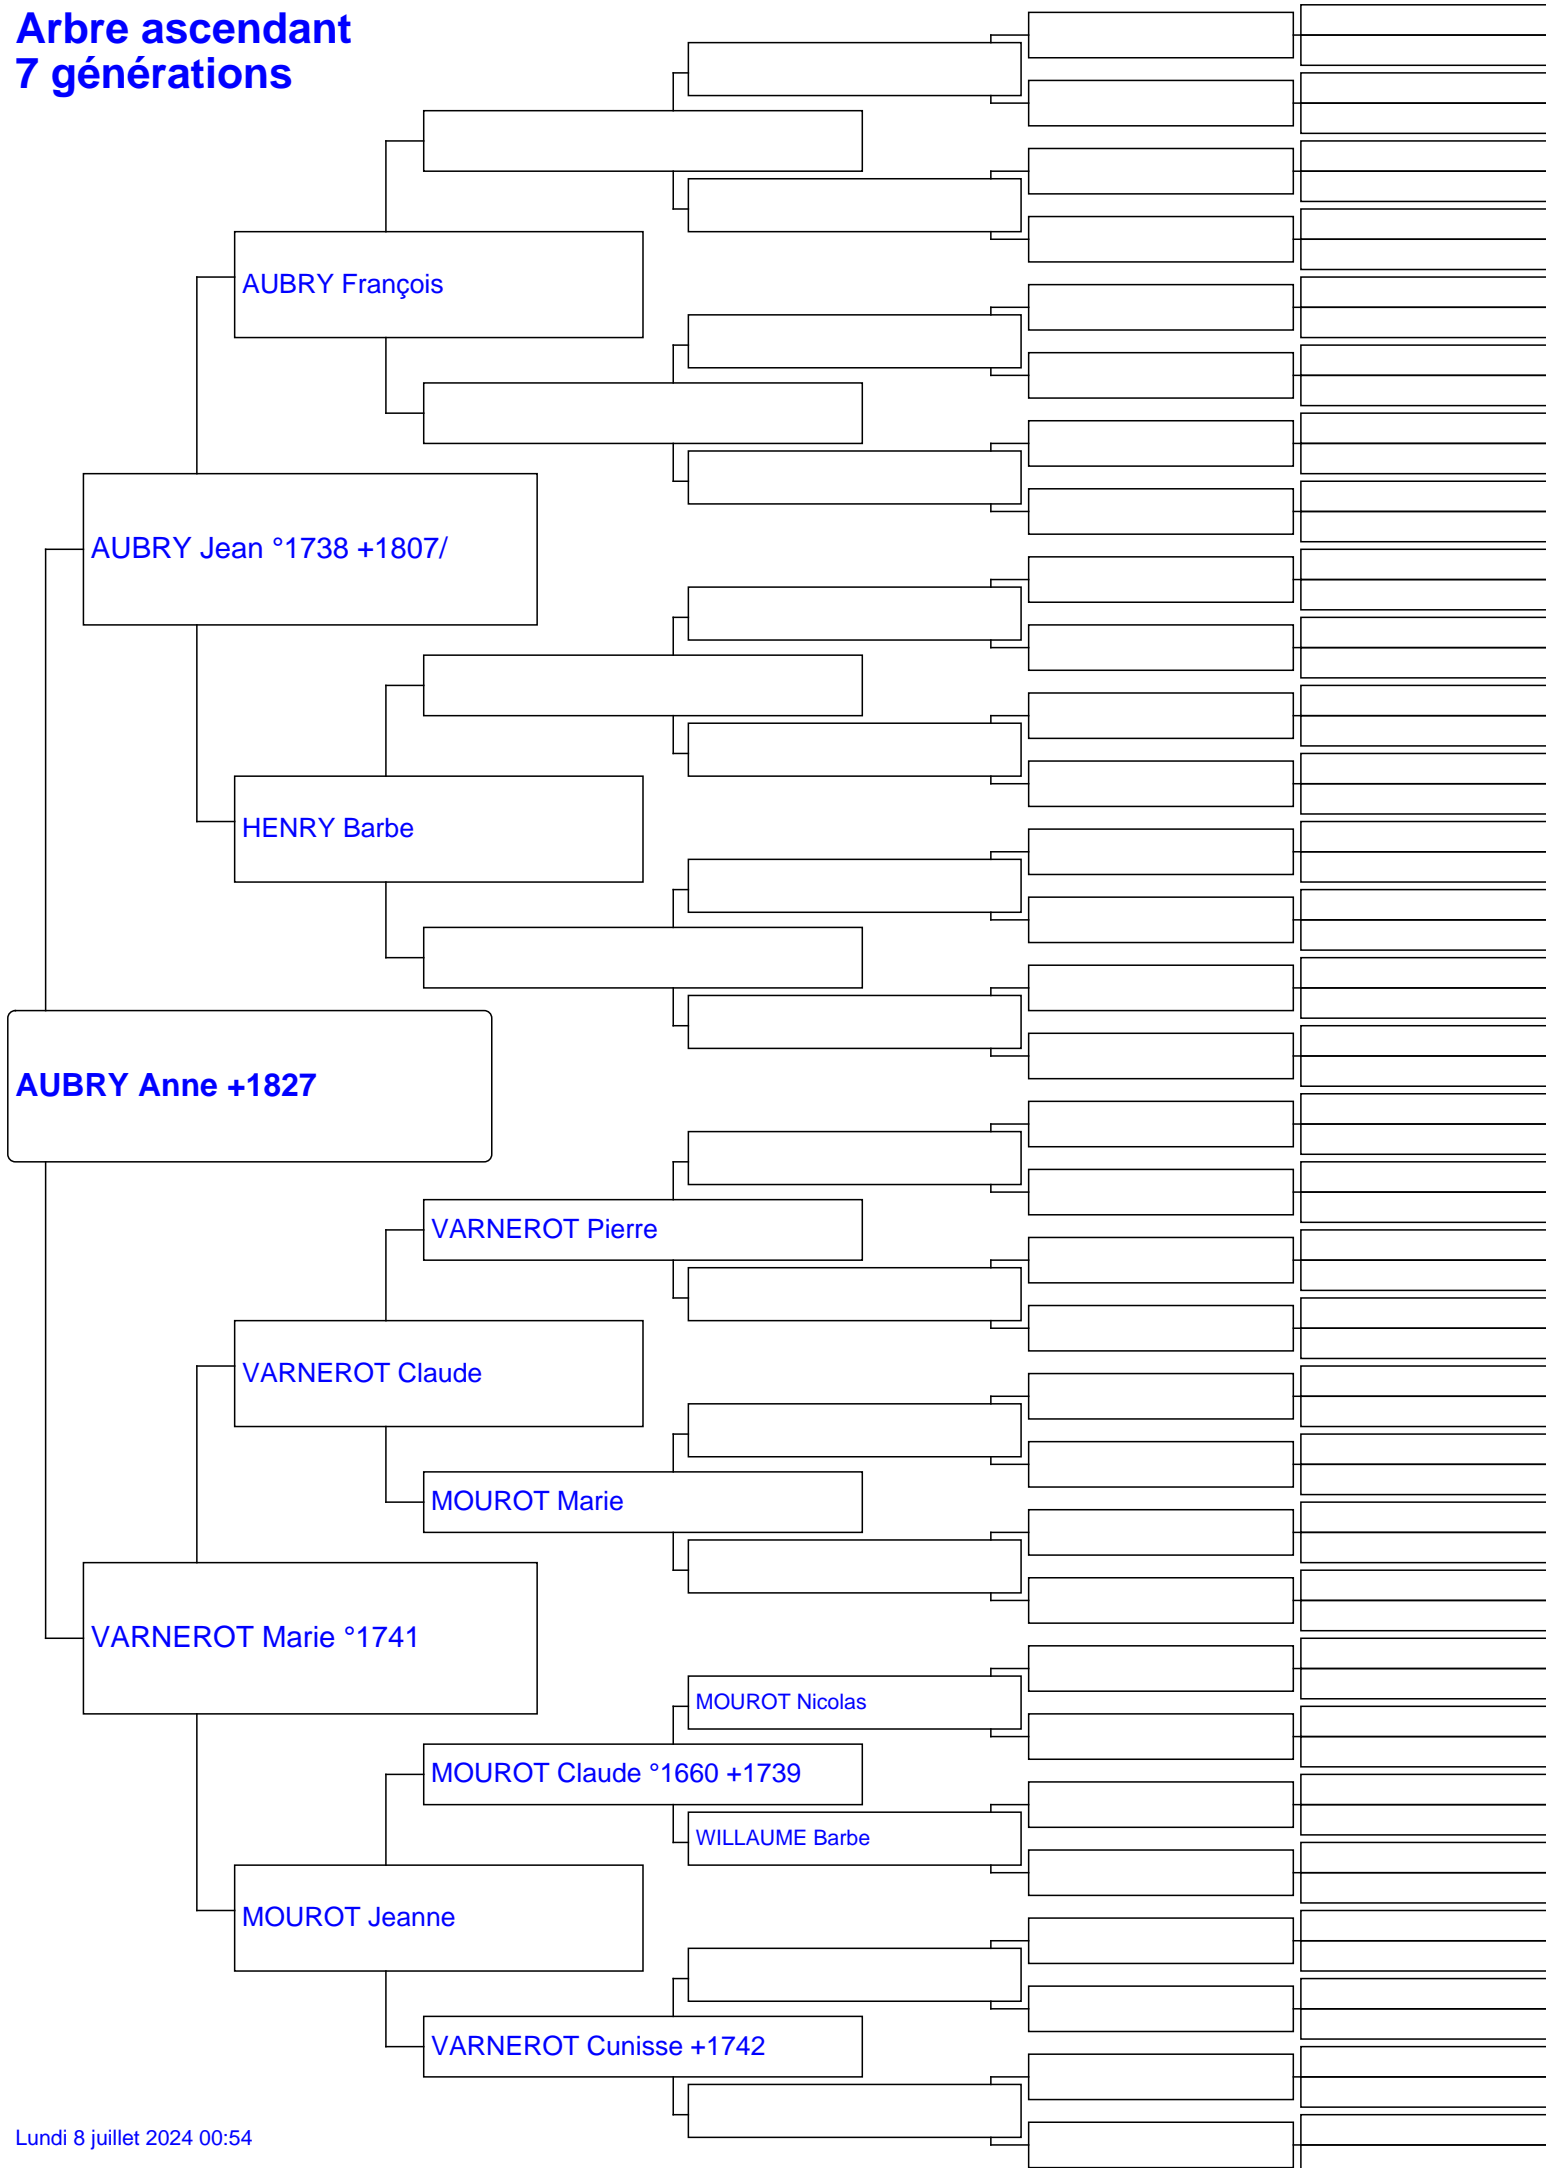 Arbre ascendant
7 générations
AUBRY François
AUBRY Jean °1738 +1807/
HENRY Barbe
AUBRY Anne +1827
VARNEROT Pierre
VARNEROT Claude
MOUROT Marie
VARNEROT Marie °1741
MOUROT Nicolas
MOUROT Claude °1660 +1739
WILLAUME Barbe
MOUROT Jeanne
VARNEROT Cunisse +1742
Lundi 8 juillet 2024 00:54